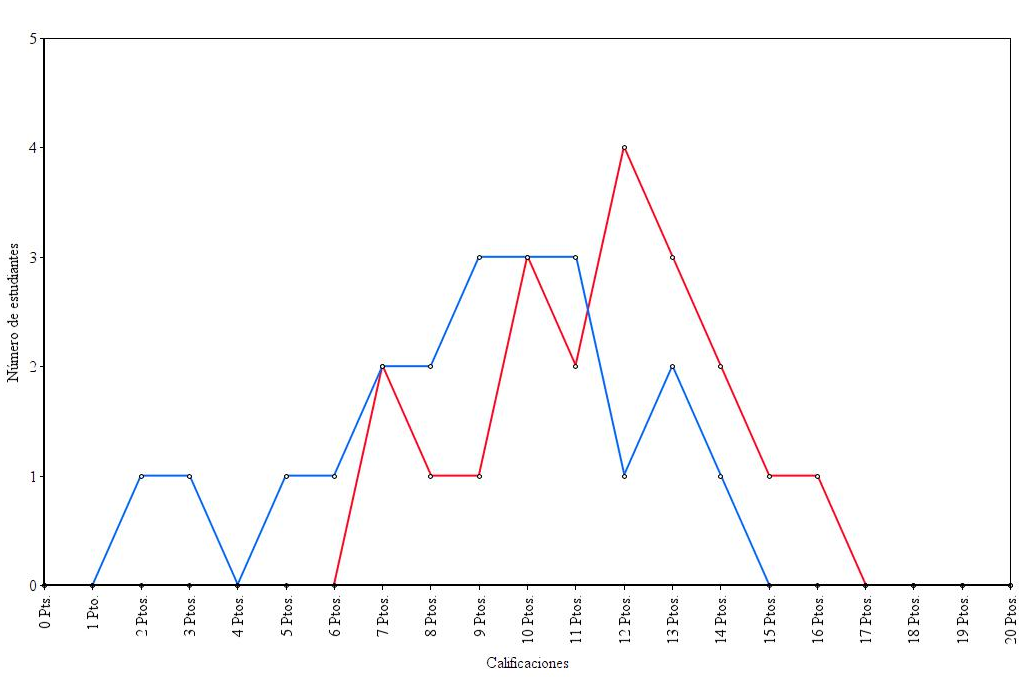 5
4
3
2
1
0
Número de estudiantes
0 Pts.
1 Pto.
2 Ptos.
3 Ptos.
4 Ptos.
5 Ptos.
6 Ptos.
7 Ptos.
8 Ptos.
9 Ptos.
10 Ptos.
11 Ptos.
12 Ptos.
13 Ptos.
14 Ptos.
15 Ptos.
16 Ptos.
17 Ptos.
18 Ptos.
19 Ptos.
20 Ptos.
Calificaciones